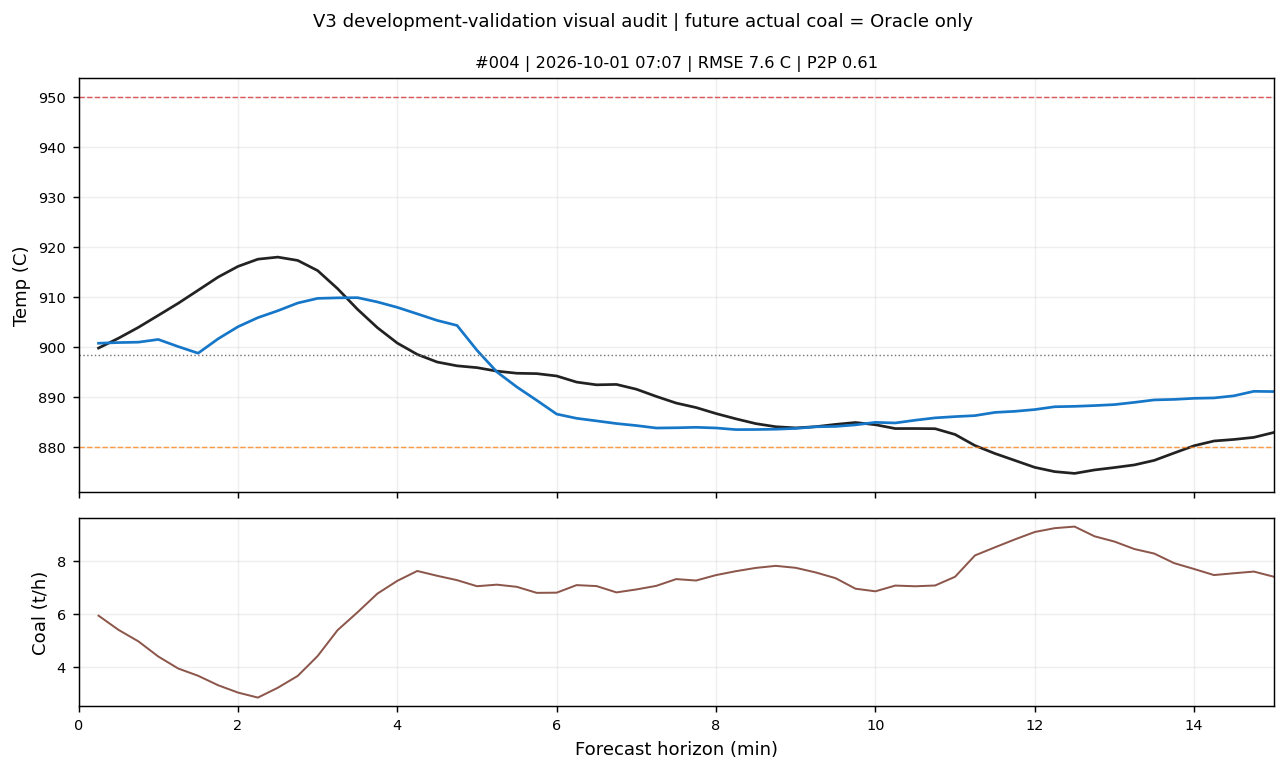 V3 development-validation visual audit | future actual coal = Oracle only
#004 | 2026-10-01 07:07 | RMSE 7.6 C | P2P 0.61
Temp (C)
950
940
930
920
910
900
890
880
Coal (t/h)
8
6
4
0 2 4 6 8 10 12 14
Forecast horizon (min)